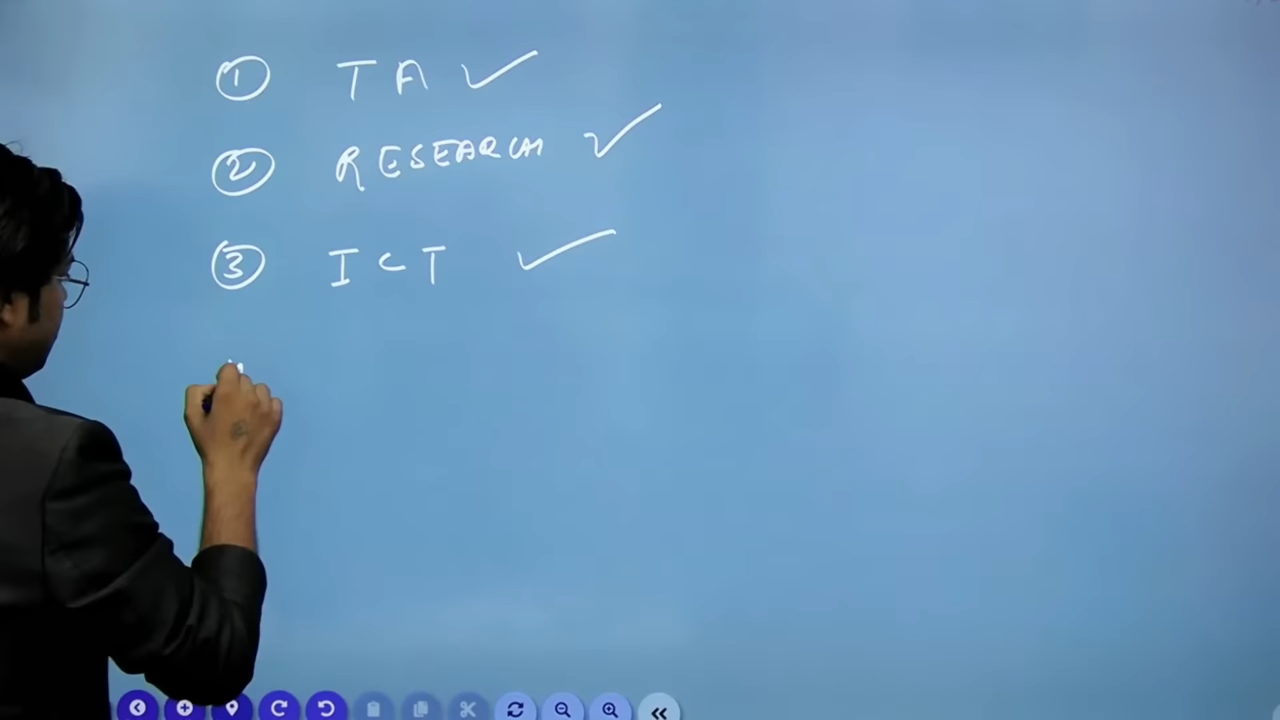 ① TA ✓
② RESEARCH ✓
③ ICT ✓